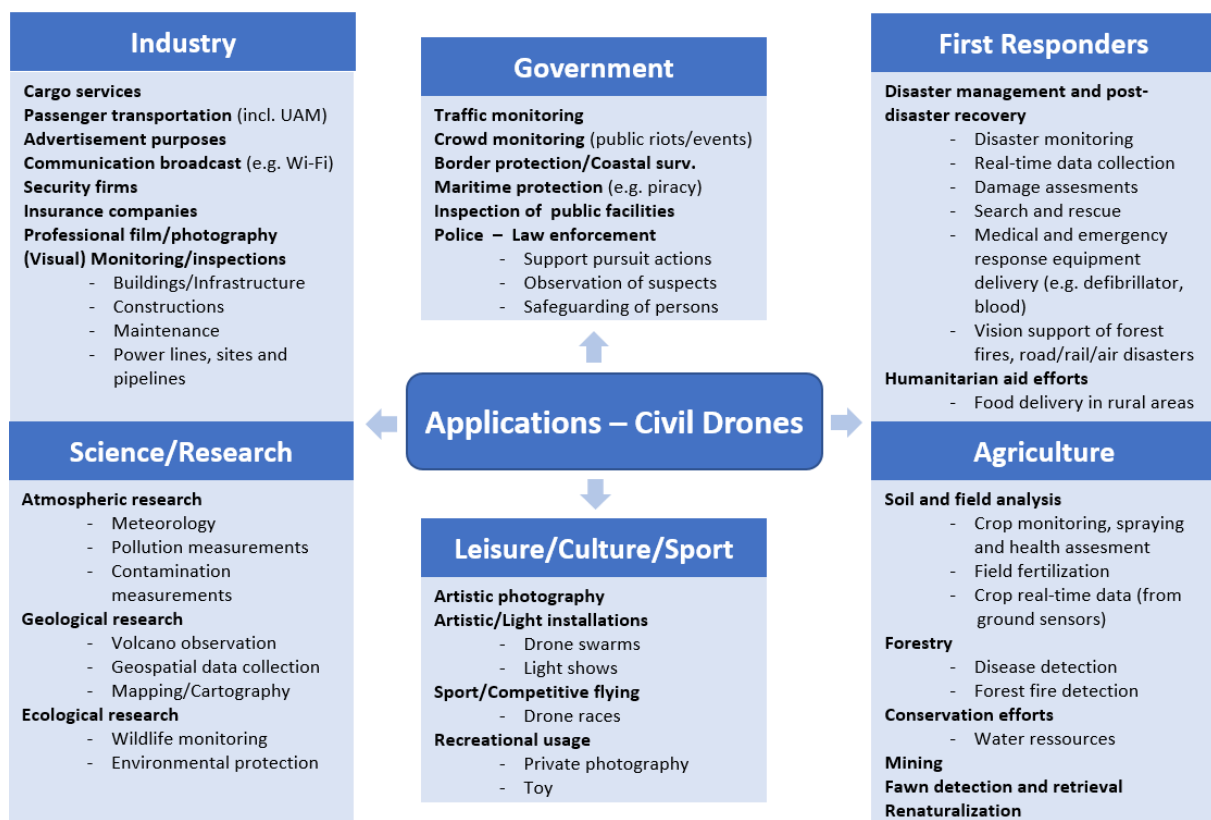 Industry
Cargo services
Passenger transportation (incl. UAM)
Advertisement purposes
Communication broadcast (e.g. Wi-Fi)
Security firms
Insurance companies
Professional film/photography
(Visual) Monitoring/inspections
- Buildings/Infrastructure
- Constructions
- Maintenance
- Power lines, sites and
pipelines
Government
Traffic monitoring
Crowd monitoring (public riots/events)
Border protection/Coastal surv.
Maritime protection (e.g. piracy)
Inspection of public facilities
Police – Law enforcement
- Support pursuit actions
- Observation of suspects
- Safeguarding of persons
First Responders
Disaster management and post-
disaster recovery
- Disaster monitoring
- Real-time data collection
- Damage assesments
- Search and rescue
- Medical and emergency
response equipment
delivery (e.g. defibrillator,
blood)
- Vision support of forest
fires, road/rail/air disasters
Humanitarian aid efforts
- Food delivery in rural areas
Applications – Civil Drones
Science/Research
Atmospheric research
- Meteorology
- Pollution measurements
- Contamination
measurements
Geological research
- Volcano observation
- Geospatial data collection
- Mapping/Cartography
Ecological research
- Wildlife monitoring
- Environmental protection
Leisure/Culture/Sport
Artistic photography
Artistic/Light installations
- Drone swarms
- Light shows
Sport/Competitive flying
- Drone races
Recreational usage
- Private photography
- Toy
Agriculture
Soil and field analysis
- Crop monitoring, spraying
and health assesment
- Field fertilization
- Crop real-time data (from
ground sensors)
Forestry
- Disease detection
- Forest fire detection
Conservation efforts
- Water ressources
Mining
Fawn detection and retrieval
Renaturalization